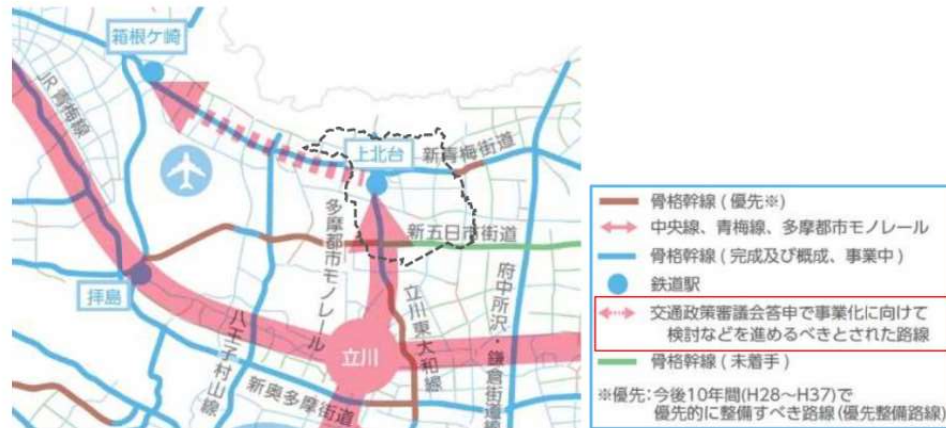 箱根ケ崎
JR 青梅線
上北台
新青梅街道
多摩都市モノレール
新五日市街道
拝島
立川
八王子村山線
新奥多摩街道
立川東大和線
府中所沢・鎌倉街道線
骨格幹線 ( 優先※)
中央線、青梅線、多摩都市モノレール
骨格幹線 ( 完成及び概成、事業中 )
鉄道駅
交通政策審議会答申で事業化に向けて
検討などを進めるべきとされた路線
骨格幹線 ( 未着手 )
※優先:今後10年間(H28~H37)で
優先的に整備すべき路線(優先整備路線)